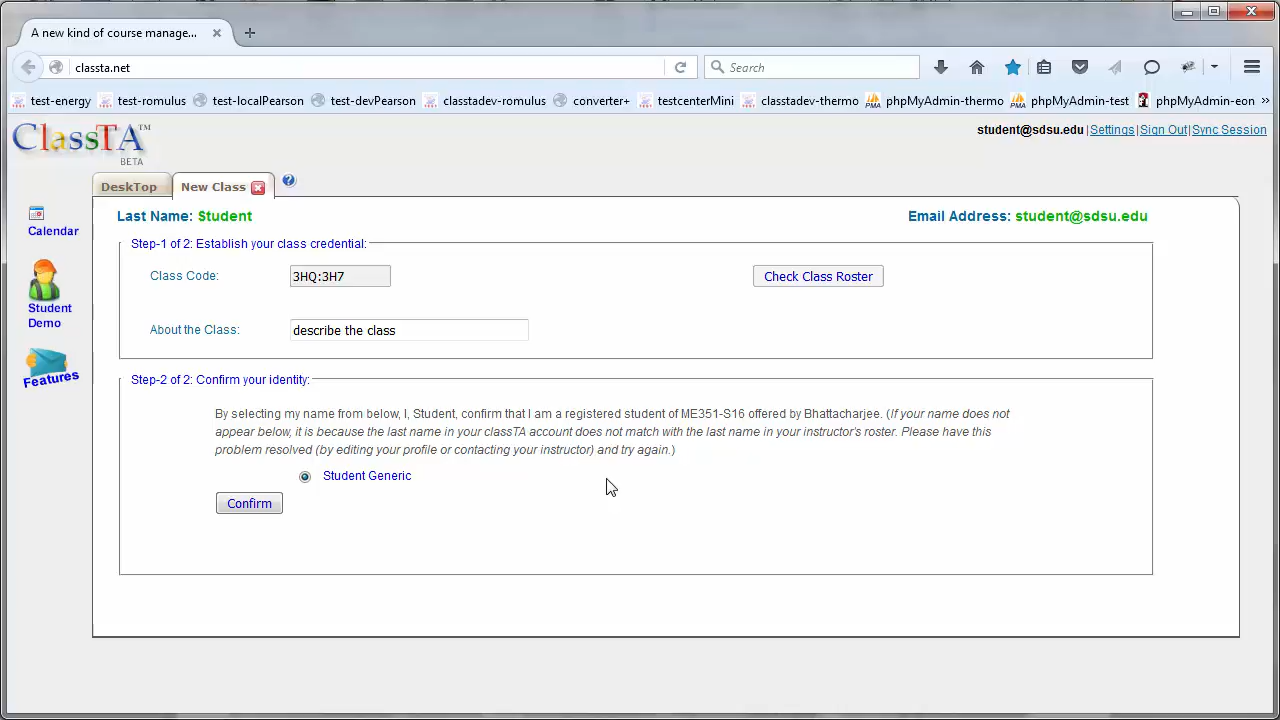 A new kind of course manage...
classta.net
Search
test-energy test-romulus test-localPearson test-devPearson classtadev-romulus converter+ testcenterMini classtadev-thermo phpMyAdmin-thermo phpMyAdmin-test phpMyAdmin-eon
ClassTA™
BETA
student@sdsu.edu | Settings | Sign Out | Sync Session
DeskTop New Class
Calendar
Student
Demo
Features
Last Name: Student Email Address: student@sdsu.edu
Step-1 of 2: Establish your class credential:
Class Code: 3HQ:3H7 Check Class Roster
About the Class: describe the class
Step-2 of 2: Confirm your identity:
By selecting my name from below, I, Student, confirm that I am a registered student of ME351-S16 offered by Bhattacharjee. (If your name does not
appear below, it is because the last name in your classTA account does not match with the last name in your instructor's roster. Please have this
problem resolved (by editing your profile or contacting your instructor) and try again.)
Student Generic
Confirm